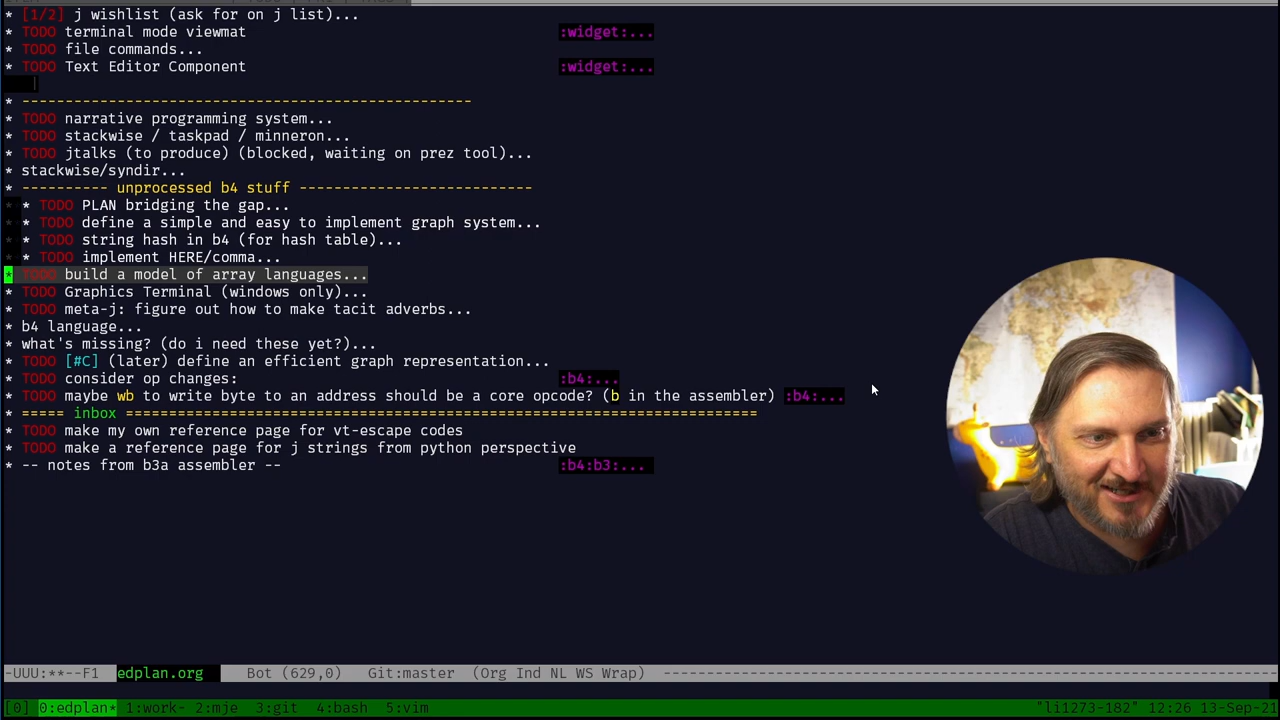 * [1/2] j wishlist (ask for on j list)...
* TODO terminal mode viewmat :widget:...
* TODO file commands...
* TODO Text Editor Component :widget:...
* ----------------------------------------------------
* TODO narrative programming system...
* TODO stackwise / taskpad / minneron...
* TODO jtalks (to produce) (blocked, waiting on prez tool)...
* stackwise/syndir...
* ---------- unprocessed b4 stuff ---------------------------
* * TODO PLAN bridging the gap...
* * TODO define a simple and easy to implement graph system...
* * TODO string hash in b4 (for hash table)...
* * TODO implement HERE/comma...
* TODO build a model of array languages...
* TODO Graphics Terminal (windows only)...
* TODO meta-j: figure out how to make tacit adverbs...
* b4 language...
* what's missing? (do i need these yet?)...
* TODO [#C] (later) define an efficient graph representation...
* TODO consider op changes: :b4:...
* TODO maybe wb to write byte to an address should be a core opcode? (b in the assembler) :b4:...
* ===== inbox =========================================================================
* TODO make my own reference page for vt-escape codes
* TODO make a reference page for j strings from python perspective
* -- notes from b3a assembler -- :b4:b3:...
-UUU:**--F1 edplan.org Bot (629,0) Git:master (Org Ind NL WS Wrap) --------------------------------------------------------------------------
[0] 0:edplan* 1:work- 2:mje 3:git 4:bash 5:vim "li1273-182" 12:26 13-Sep-21